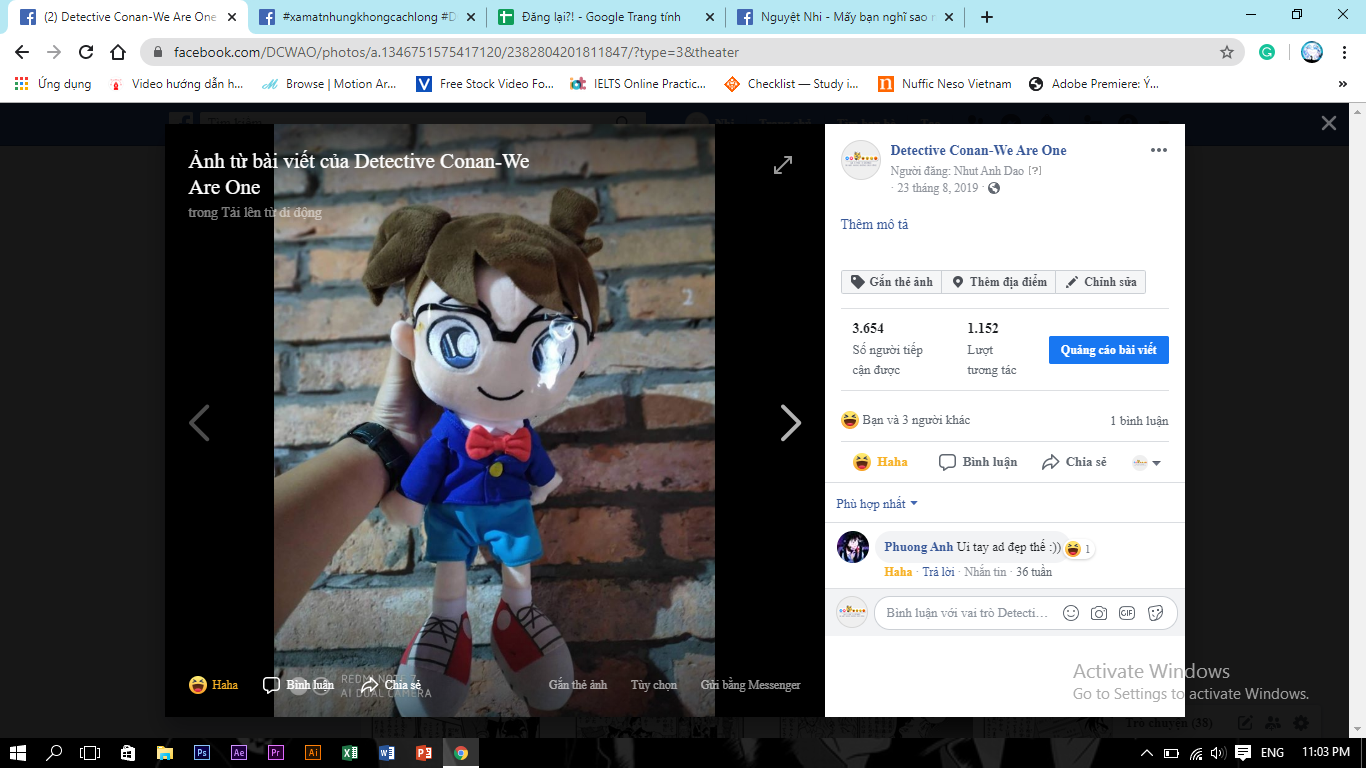 (2) Detective Conan-We Are One
#xamatnhungkhongcachlong #D
Đăng lại?! - Google Trang tính
Nguyệt Nhi - Mấy bạn nghĩ sao
facebook.com/DCWAO/photos/a.1346751575417120/2382804201811847/?type=3&theater
Ứng dụng
Video hướng dẫn h...
Browse | Motion Ar...
Free Stock Video Fo...
IELTS Online Practic...
Checklist — Study i...
Nuffic Neso Vietnam
Adobe Premiere: Ý...
»
Ảnh từ bài viết của Detective Conan-We
Are One
trong Tải lên từ di động
2
Detective Conan-We Are One
Người đăng: Nhut Anh Dao [?]
· 23 tháng 8, 2019 ·
Thêm mô tả
Gắn thẻ ảnh
Thêm địa điểm
Chỉnh sửa
3.654
Số người tiếp
cận được
1.152
Lượt
tương tác
Quảng cáo bài viết
Bạn và 3 người khác
1 bình luận
Haha
Bình luận
Chia sẻ
Phù hợp nhất
Phuong Anh Ui tay ad đẹp thế :))
1
Haha · Trả lời · Nhắn tin · 36 tuần
Bình luận với vai trò Detecti...
GIF
Haha
Bình luận
Chia sẻ
REDMI NOTE 7
AI DUAL CAMERA
Gắn thẻ ảnh
Tùy chọn
Gửi bằng Messenger
Activate Windows
Go to Settings to activate Windows.
Trò chuyện (38)
Ps
Ae
Pr
Ai
ENG
11:03 PM